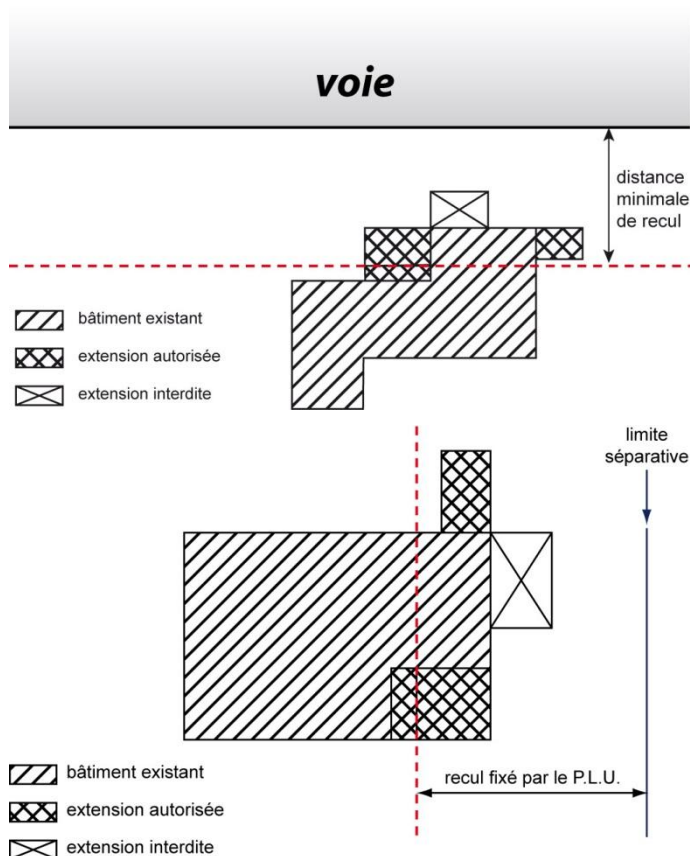 voie
distance
minimale
de recul
bâtiment existant
extension autorisée
extension interdite
limite
séparative
bâtiment existant
recul fixé par le P.L.U.
extension autorisée
extension interdite